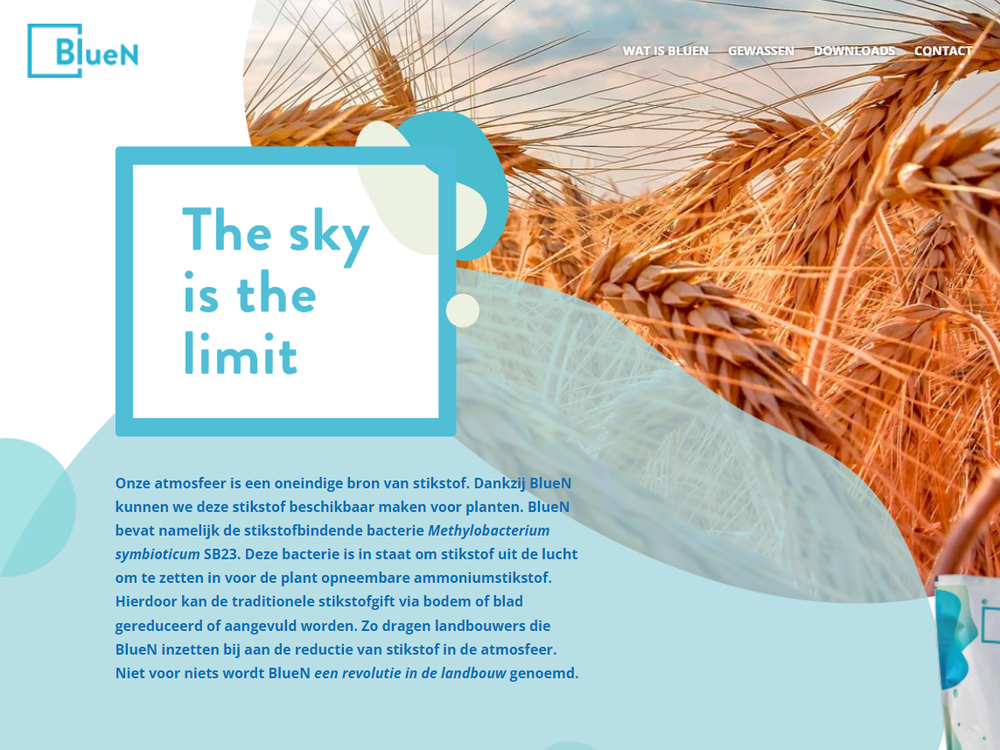 BlueN
WAT IS BLUEN GEWASSEN DOWNLOADS CONTACT
The sky
is the
limit
Onze atmosfeer is een oneindige bron van stikstof. Dankzij BlueN
kunnen we deze stikstof beschikbaar maken voor planten. BlueN
bevat namelijk de stikstofbindende bacterie Methylobacterium
symbioticum SB23. Deze bacterie is in staat om stikstof uit de lucht
om te zetten in voor de plant opneembare ammoniumstikstof.
Hierdoor kan de traditionele stikstofgift via bodem of blad
gereduceerd of aangevuld worden. Zo dragen landbouwers die
BlueN inzetten bij aan de reductie van stikstof in de atmosfeer.
Niet voor niets wordt BlueN een revolutie in de landbouw genoemd.